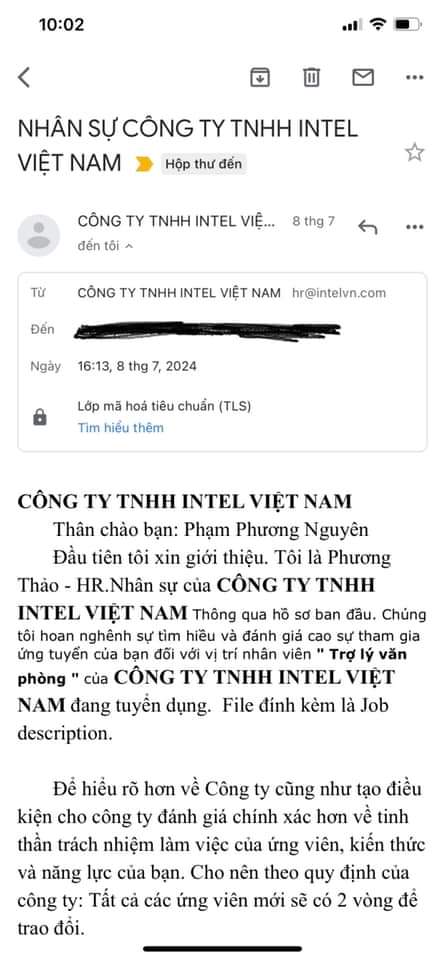 10:02
NHÂN SỰ CÔNG TY TNHH INTEL
VIỆT NAM Hộp thư đến
CÔNG TY TNHH INTEL VIỆ... 8 thg 7
đến tôi
Từ CÔNG TY TNHH INTEL VIỆT NAM hr@intelvn.com
Đến
Ngày 16:13, 8 thg 7, 2024
Lớp mã hoá tiêu chuẩn (TLS)
Tìm hiểu thêm
CÔNG TY TNHH INTEL VIỆT NAM
Thân chào bạn: Phạm Phương Nguyên
Đầu tiên tôi xin giới thiệu. Tôi là Phương
Thảo - HR.Nhân sự của CÔNG TY TNHH
INTEL VIỆT NAM Thông qua hồ sơ ban đầu. Chúng
tôi hoan nghênh sự tìm hiểu và đánh giá cao sự tham gia
ứng tuyển của bạn đối với vị trí nhân viên " Trợ lý văn
phòng " của CÔNG TY TNHH INTEL VIỆT
NAM đang tuyển dụng. File đính kèm là Job
description.
Để hiểu rõ hơn về Công ty cũng như tạo điều
kiện cho công ty đánh giá chính xác hơn về tinh
thần trách nhiệm làm việc của ứng viên, kiến thức
và năng lực của bạn. Cho nên theo quy định của
công ty: Tất cả các ứng viên mới sẽ có 2 vòng để
trao đổi.